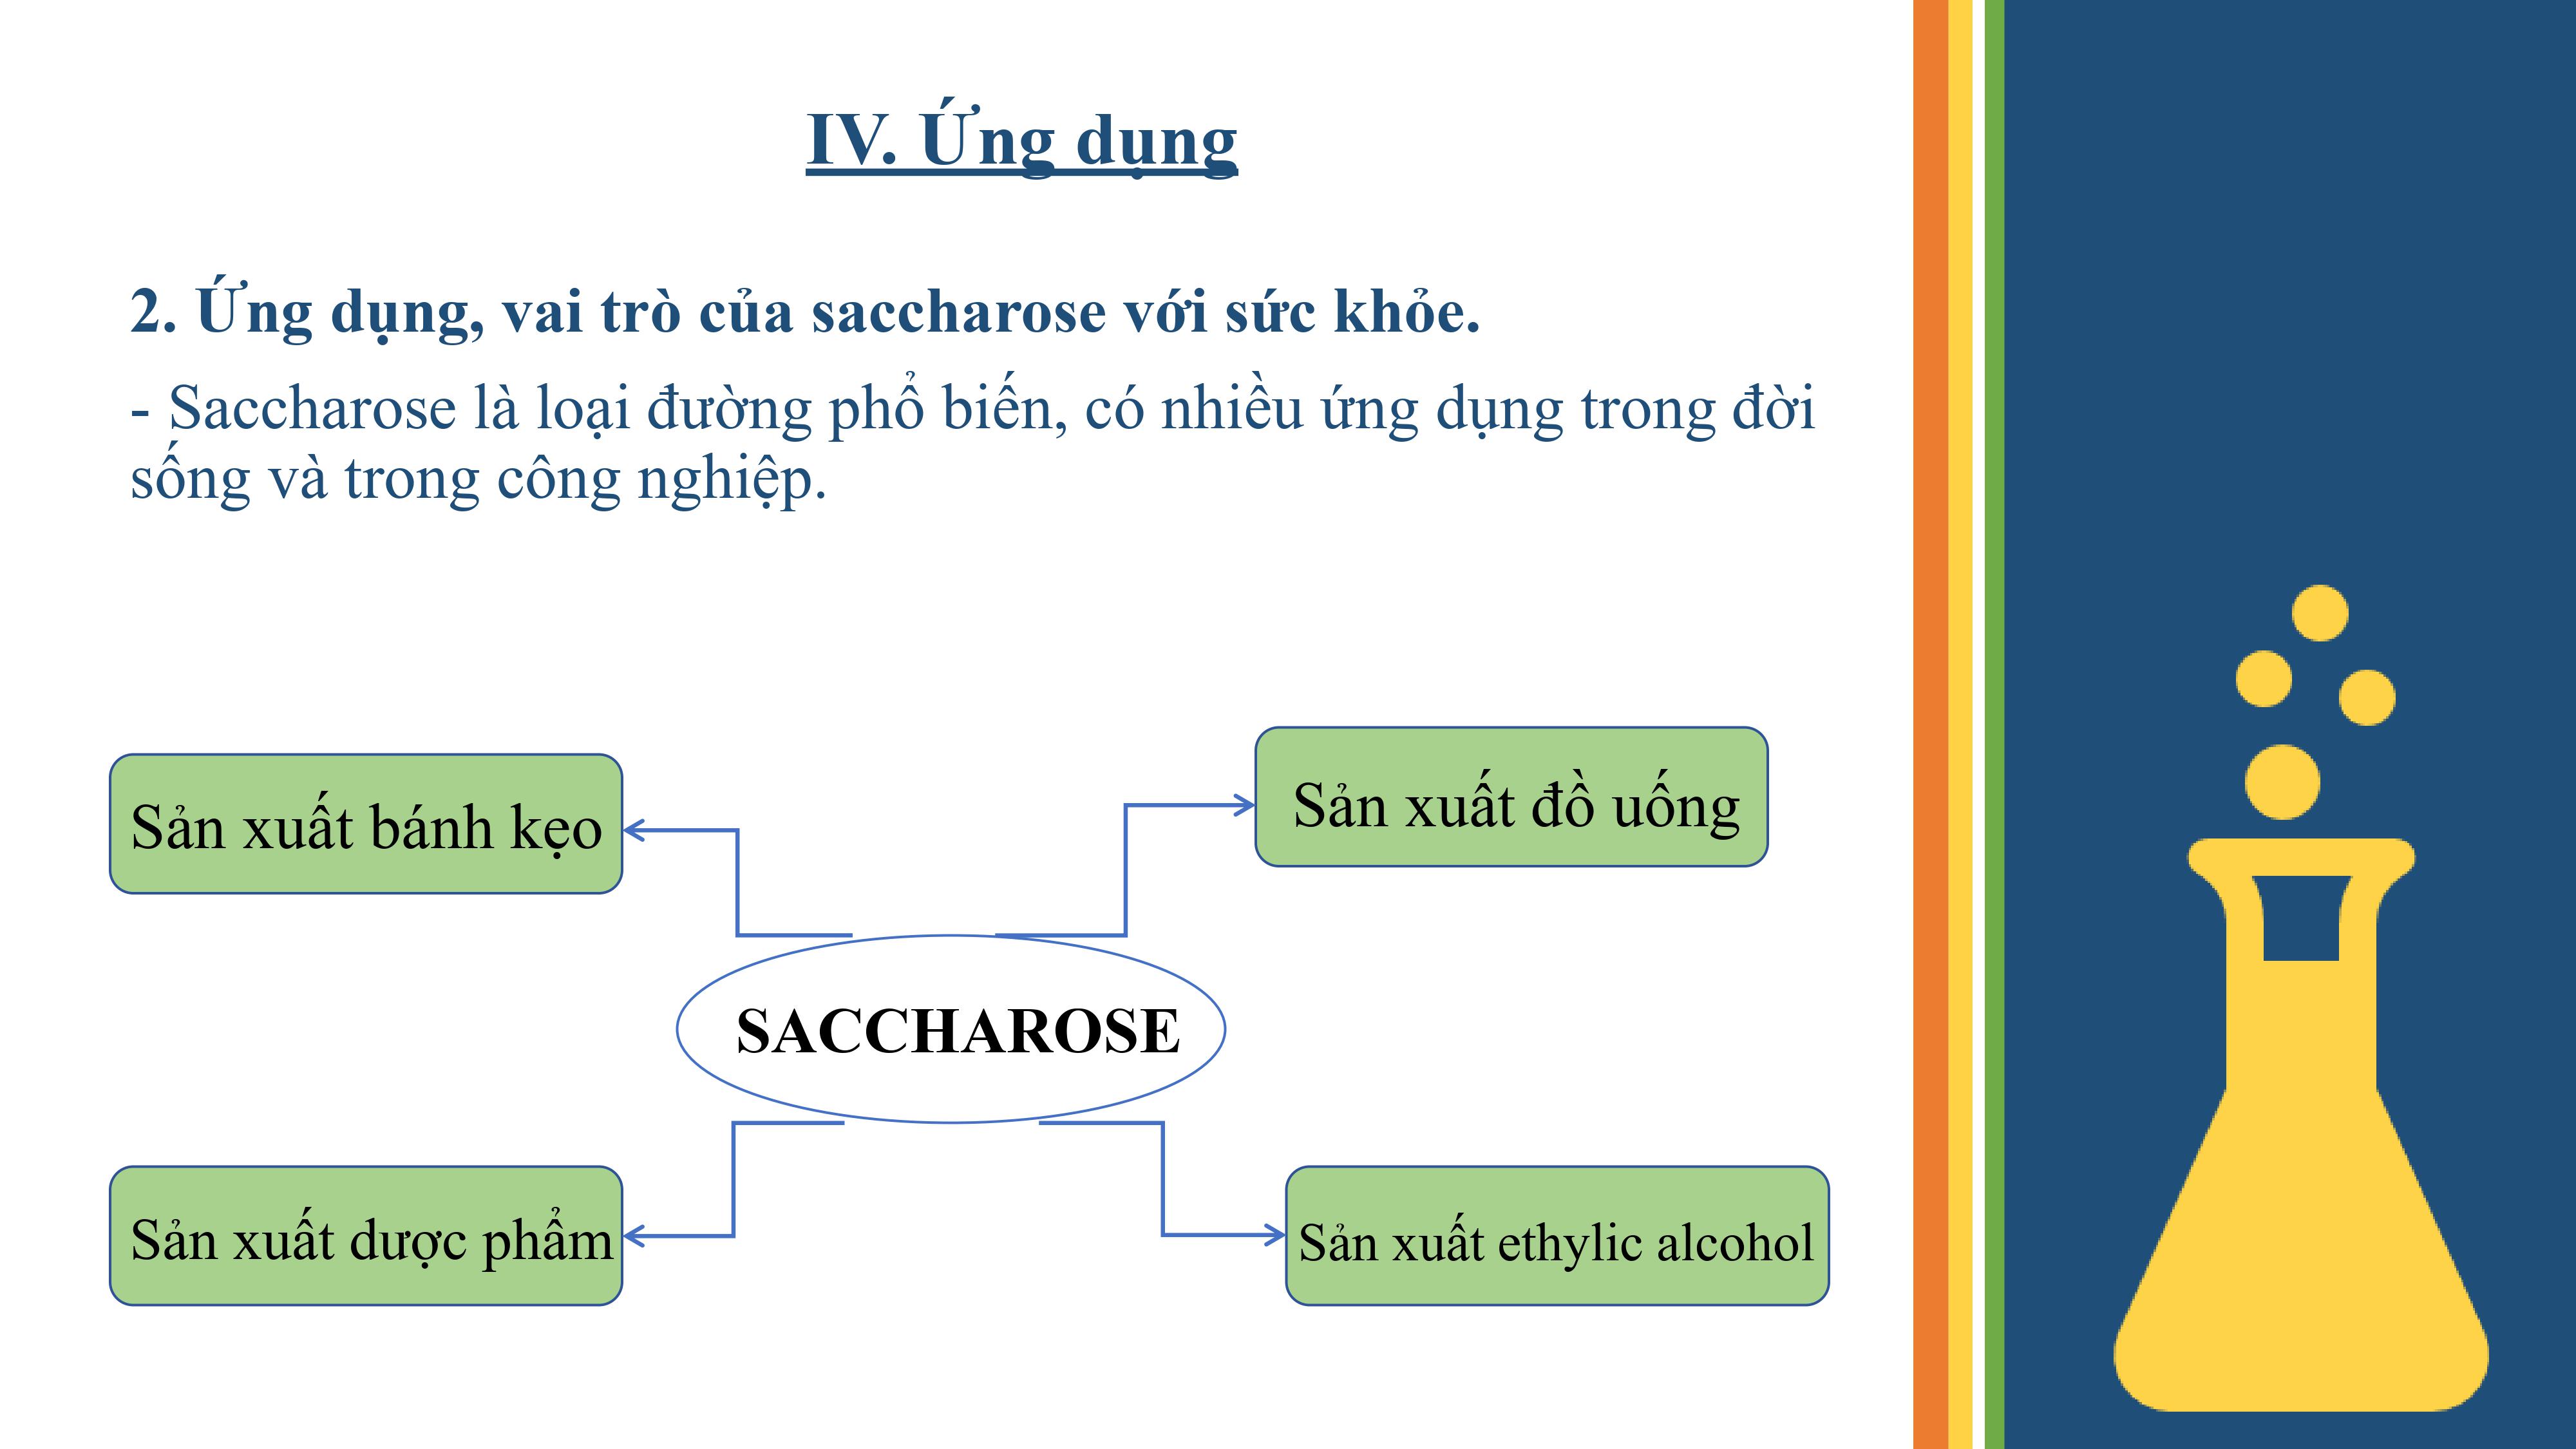 IV. Ứng dụng
2. Ứng dụng, vai trò của saccharose với sức khỏe.
- Saccharose là loại đường phổ biến, có nhiều ứng dụng trong đời
sống và trong công nghiệp.
Sản xuất bánh kẹo
Sản xuất đồ uống
SACCHAROSE
Sản xuất dược phẩm
Sản xuất ethylic alcohol